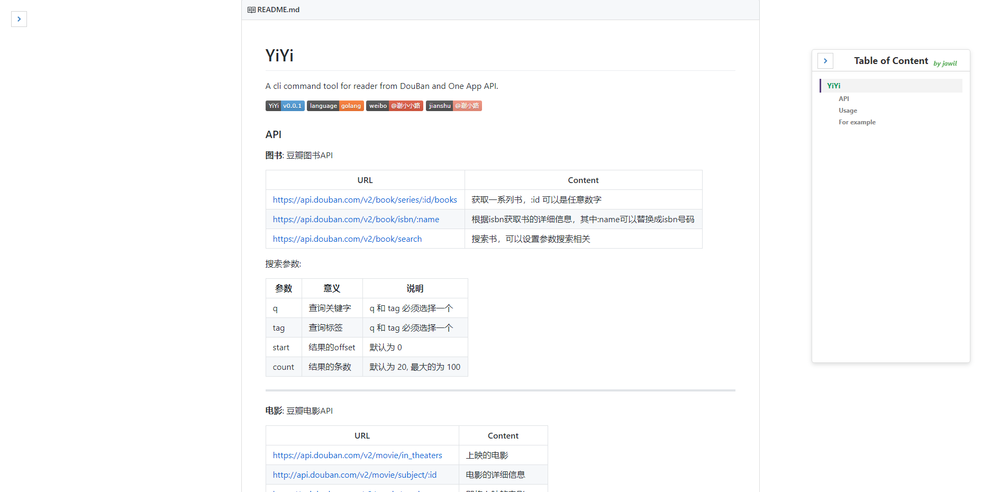 README.md
YiYi
A cli command tool for reader from DouBan and One App API.
YiYi v0.0.1 language golang weibo @谢小小路 jianshu @谢小路
API
图书: 豆瓣图书API
URL Content
https://api.douban.com/v2/book/series/:id/books 获取一系列书，:id 可以是任意数字
https://api.douban.com/v2/book/isbn/:name 根据isbn获取书的详细信息，其中:name可以替换成isbn号码
https://api.douban.com/v2/book/search 搜索书，可以设置参数搜索相关
搜索参数:
参数 意义 说明
q 查询关键字 q 和 tag 必须选择一个
tag 查询标签 q 和 tag 必须选择一个
start 结果的offset 默认为 0
count 结果的条数 默认为 20, 最大的为 100
电影: 豆瓣电影API
URL Content
https://api.douban.com/v2/movie/in_theaters 上映的电影
http://api.douban.com/v2/movie/subject/:id 电影的详细信息
Table of Content by jawil
YiYi
API
Usage
For example